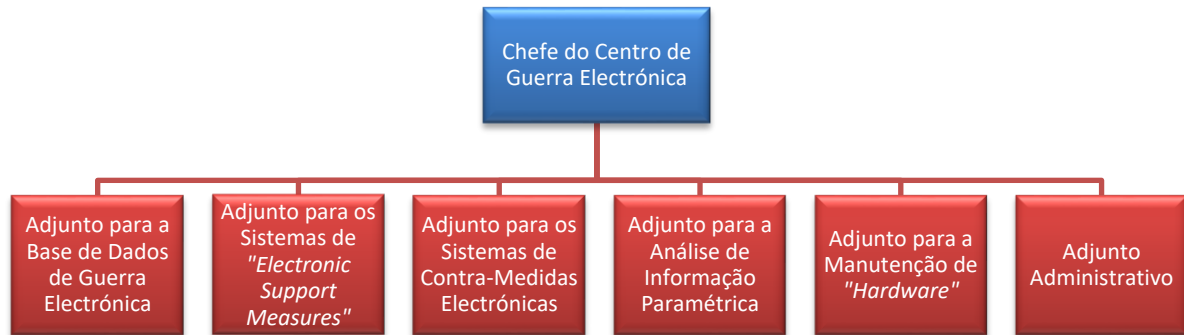 Chefe do Centro de
Guerra Electrónica
Adjunto para a
Base de Dados
de Guerra
Electrónica
Adjunto para os
Sistemas de
"Electronic
Support
Measures"
Adjunto para os
Sistemas de
Contra-Medidas
Electrónicas
Adjunto para a
Análise de
Informação
Paramétrica
Adjunto para a
Manutenção de
"Hardware"
Adjunto
Administrativo